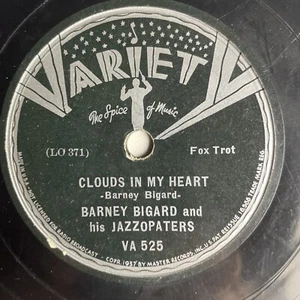 VARIETY
The Spice of Music
(LO 371)
Fox Trot
CLOUDS IN MY HEART
-Barney Bigard-
BARNEY BIGARD and
his JAZZOPATERS
VA 525
COPR. 1937 BY MASTER RECORDS, INC. U.S.